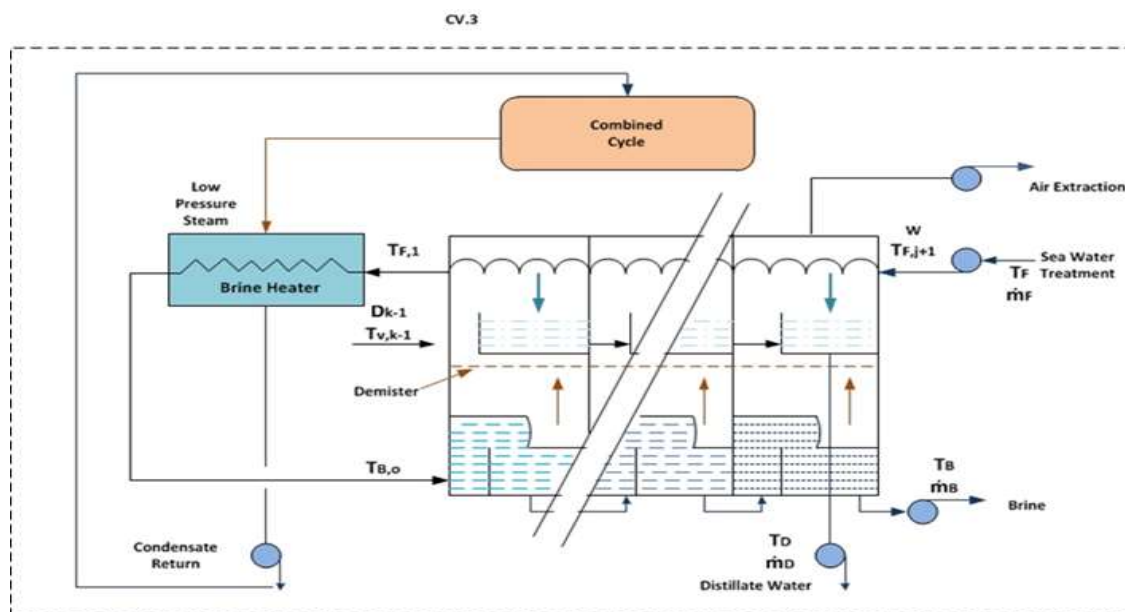 CV.3
Combined
Cycle
Low
Pressure
Steam
Air Extraction
W
TF,1
TF,j+1
Sea Water
Treatment
TF
ṁF
Brine Heater
Dk-1
Tv,k-1
Demister
TB,o
TB
ṁB
Brine
Condensate
Return
TD
ṁD
Distillate Water